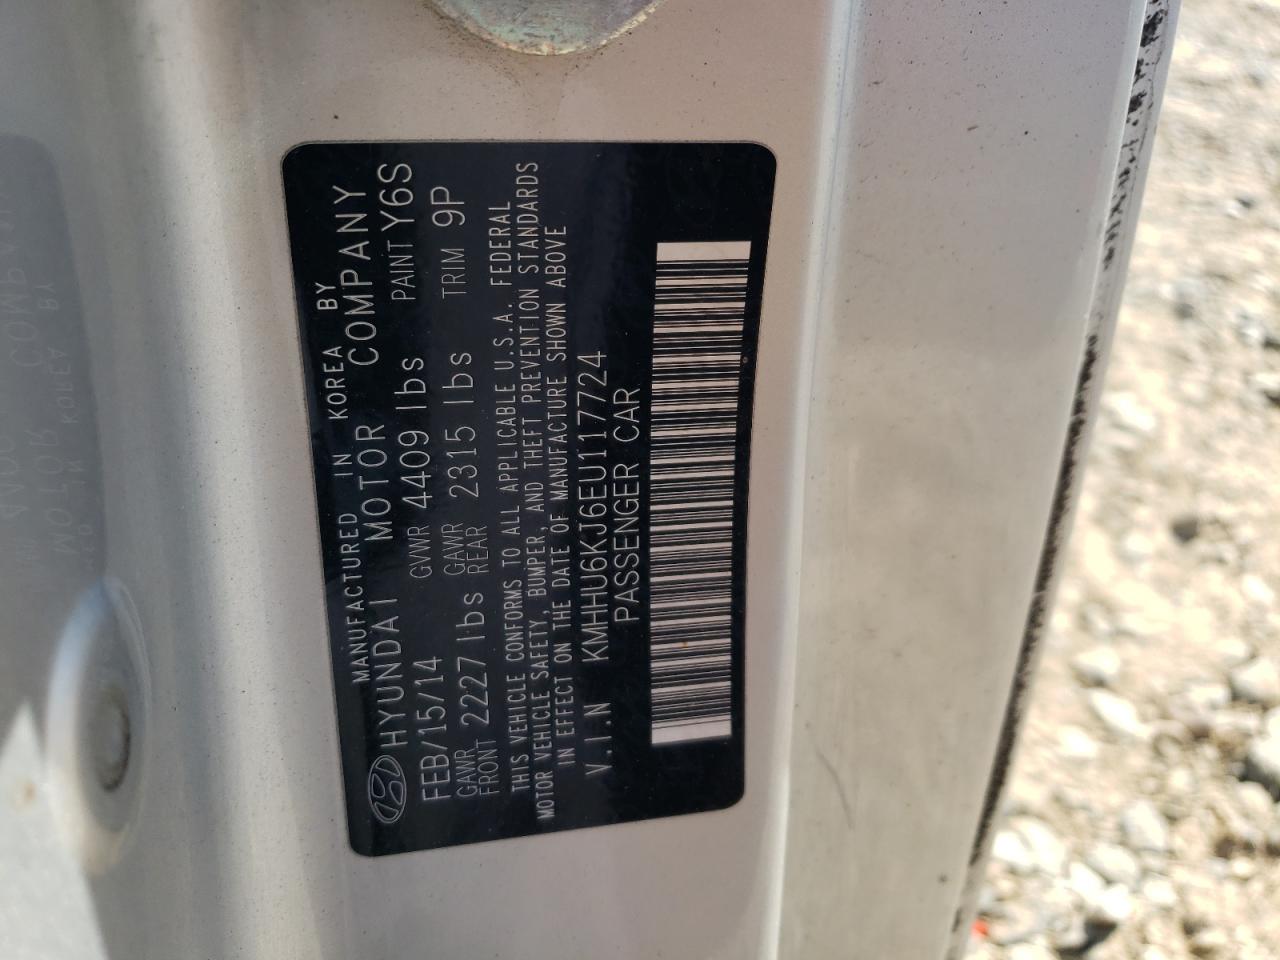 MANUFACTURED IN KOREA BY
HYUNDAI MOTOR COMPANY
FEB/15/14 GVWR 4409 lbs PAINT Y6S
GAWR FRONT 2227 lbs GAWR REAR 2315 lbs TRIM 9P
THIS VEHICLE CONFORMS TO ALL APPLICABLE U.S.A. FEDERAL
MOTOR VEHICLE SAFETY, BUMPER, AND THEFT PREVENTION STANDARDS
IN EFFECT ON THE DATE OF MANUFACTURE SHOWN ABOVE
V.I.N KMHHU6KJ6EU117724
PASSENGER CAR